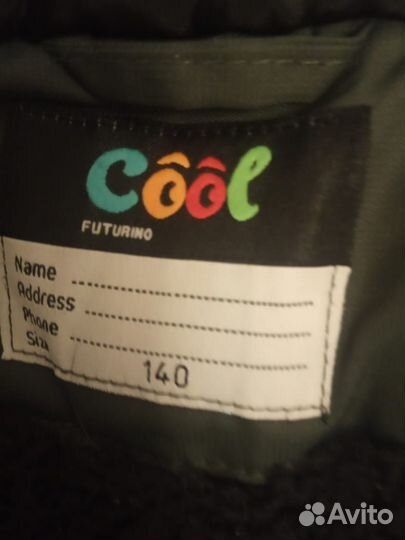 Côôl
FUTURINO
Name
Address
Phone
Size
140
Avito